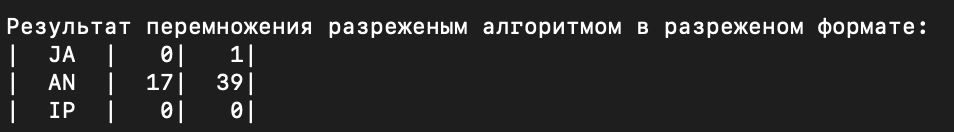 Результат перемножения разреженым алгоритмом в разреженом формате:
|  JA  |   0|   1|
|  AN  |  17|  39|
|  IP  |   0|   0|